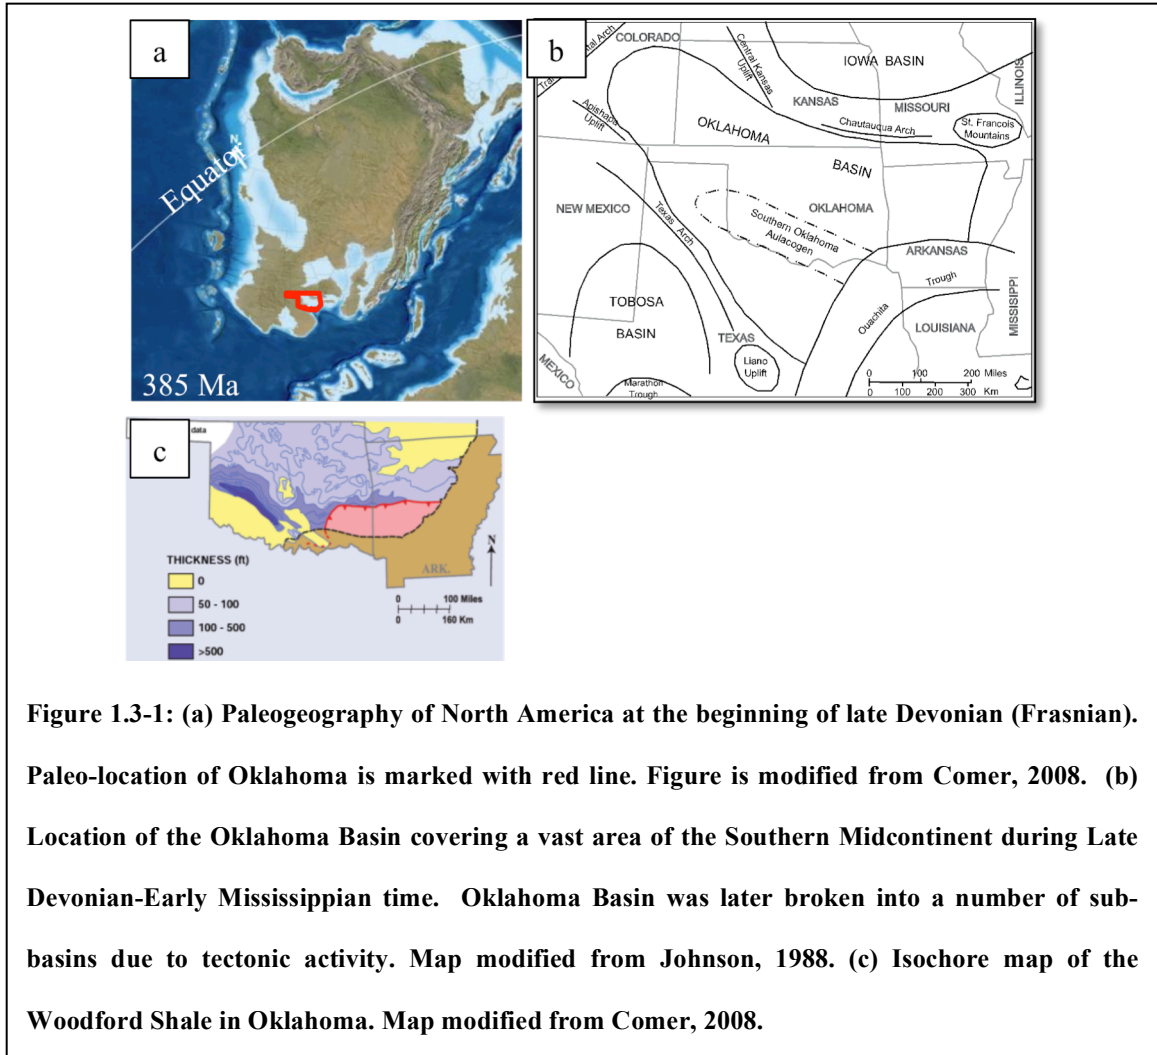 a
Equator
N
385 Ma
b
COLORADO
tal Arch
Central Kansas
Uplift
IOWA BASIN
ILLINOIS
KANSAS
MISSOURI
Apishapa
Uplift
OKLAHOMA
Chautauqua Arch
St. Francois
Mountains
BASIN
NEW MEXICO
Texas Arch
Southern Oklahoma
Aulacogen
OKLAHOMA
ARKANSAS
Trough
MISSISSIPPI
TOBOSA
BASIN
TEXAS
Ouachita
LOUISIANA
Llano
Uplift
MEXICO
Marathon
Trough
0 100 200 Miles
0 100 200 300 Km
c
data
THICKNESS (ft)
0
50 - 100
100 - 500
>500
ARK.
N
0 100 Miles
0 160 Km
Figure 1.3-1: (a) Paleogeography of North America at the beginning of late Devonian (Frasnian).
Paleo-location of Oklahoma is marked with red line. Figure is modified from Comer, 2008. (b)
Location of the Oklahoma Basin covering a vast area of the Southern Midcontinent during Late
Devonian-Early Mississippian time. Oklahoma Basin was later broken into a number of sub-
basins due to tectonic activity. Map modified from Johnson, 1988. (c) Isochore map of the
Woodford Shale in Oklahoma. Map modified from Comer, 2008.